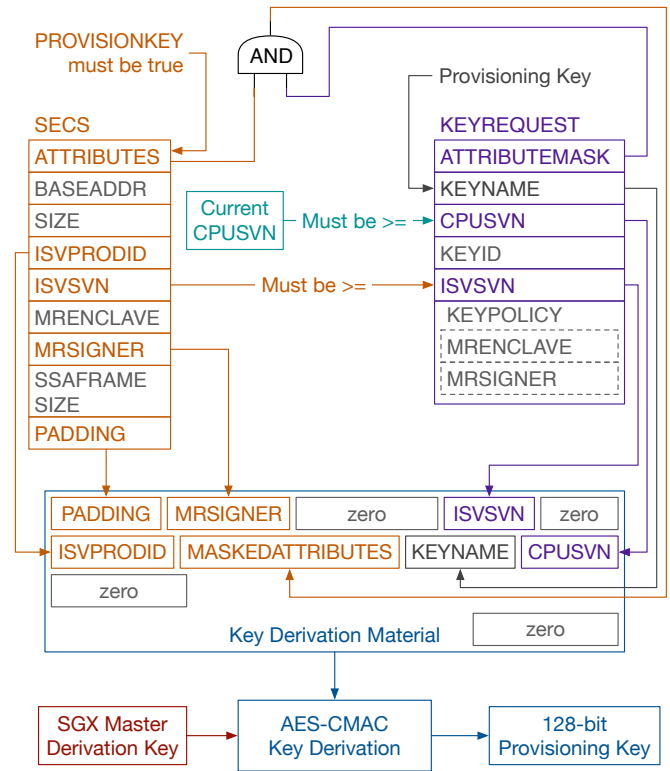 PROVISIONKEY
must be true
AND
Provisioning Key
SECS
KEYREQUEST
ATTRIBUTES
ATTRIBUTEMASK
BASEADDR
KEYNAME
SIZE
Current
CPUSVN
Must be >=
CPUSVN
ISVPRODID
KEYID
ISVSVN
Must be >=
ISVSVN
MRENCLAVE
KEYPOLICY
MRSIGNER
MRENCLAVE
SSAFRAME
SIZE
MRSIGNER
PADDING
PADDING
MRSIGNER
zero
ISVSVN
zero
ISVPRODID
MASKEDATTRIBUTES
KEYNAME
CPUSVN
zero
zero
Key Derivation Material
SGX Master
Derivation Key
AES-CMAC
Key Derivation
128-bit
Provisioning Key